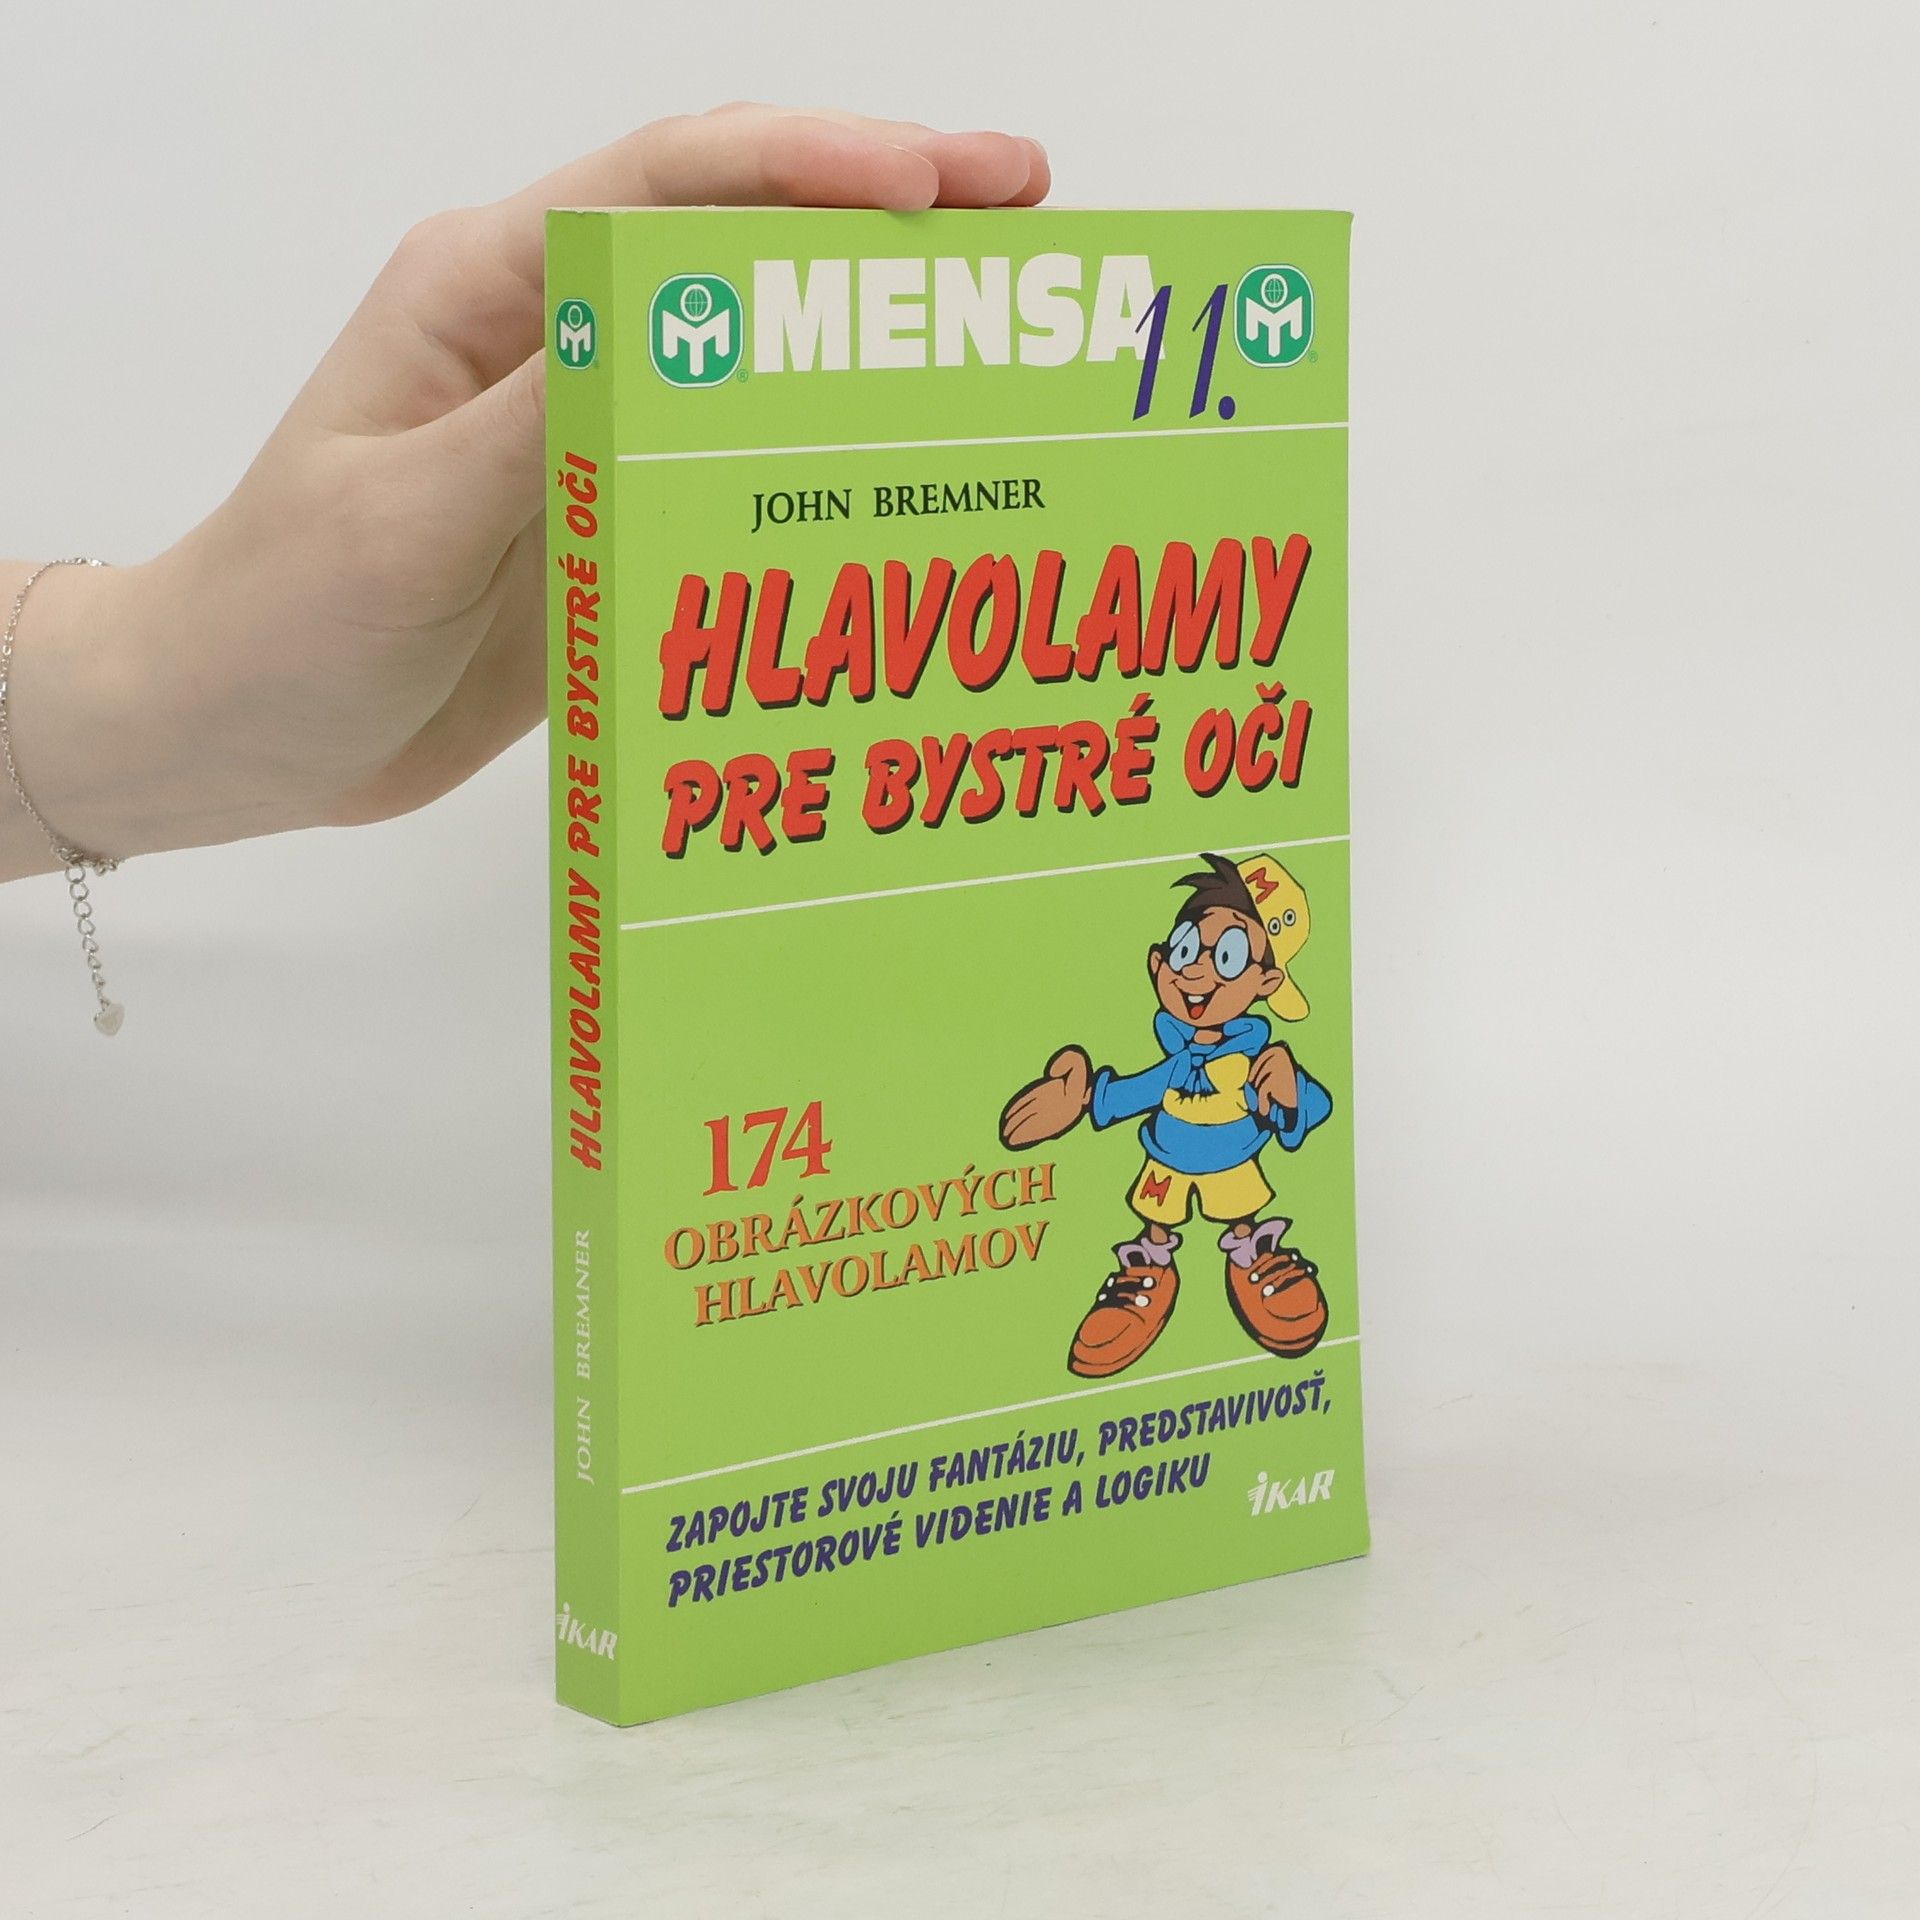 MENSA 11.
JOHN BREMNER
HLAVOLAMY
PRE BYSTRÉ OČI
174
OBRÁZKOVÝCH
HLAVOLAMOV
ZAPOJTE SVOJU FANTÁZIU, PREDSTAVIVOSŤ,
PRIESTOROVÉ VIDENIE A LOGIKU
IKAR
HLAVOLAMY PRE BYSTRÉ OČI
JOHN BREMNER
IKAR
M
M